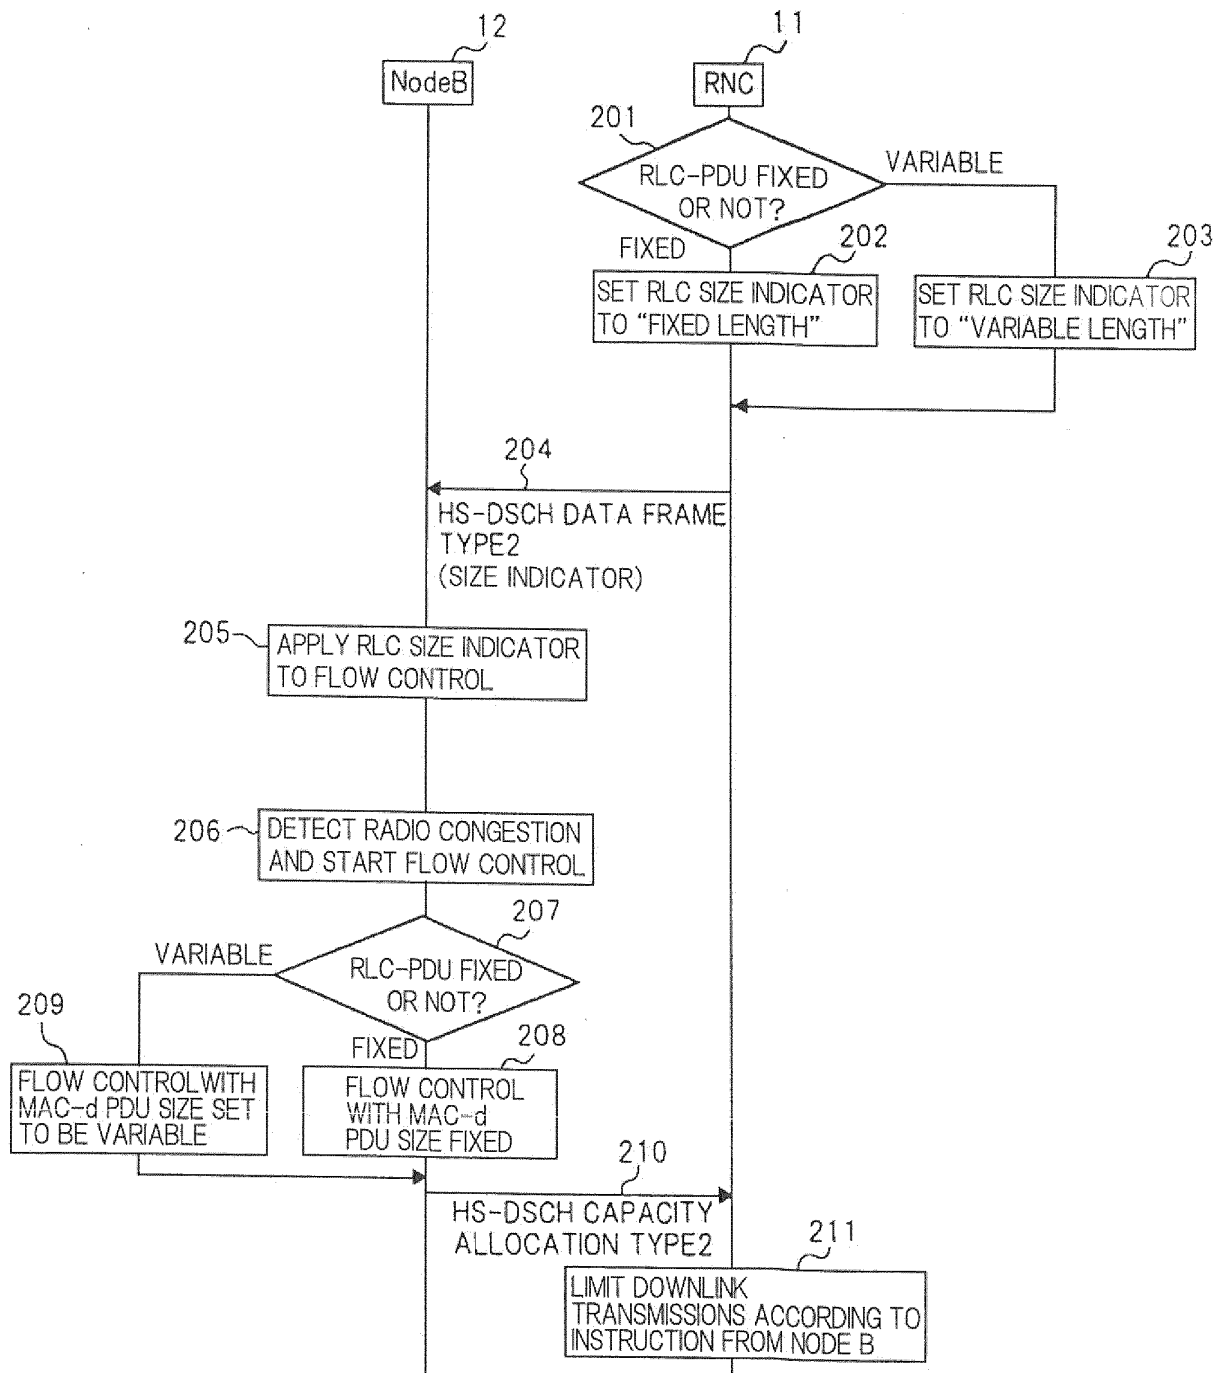 12
11
NodeB
RNC
201
RLC-PDU FIXED
OR NOT?
VARIABLE
FIXED
202
203
SET RLC SIZE INDICATOR
TO “FIXED LENGTH”
SET RLC SIZE INDICATOR
TO “VARIABLE LENGTH”
204
HS-DSCH DATA FRAME
TYPE2
(SIZE INDICATOR)
205
APPLY RLC SIZE INDICATOR
TO FLOW CONTROL
206
DETECT RADIO CONGESTION
AND START FLOW CONTROL
207
VARIABLE
RLC-PDU FIXED
OR NOT?
209
FIXED
208
FLOW CONTROL WITH
MAC-d PDU SIZE SET
TO BE VARIABLE
FLOW CONTROL
WITH MAC-d
PDU SIZE FIXED
210
HS-DSCH CAPACITY
ALLOCATION TYPE2
211
LIMIT DOWNLINK
TRANSMISSIONS ACCORDING TO
INSTRUCTION FROM NODE B